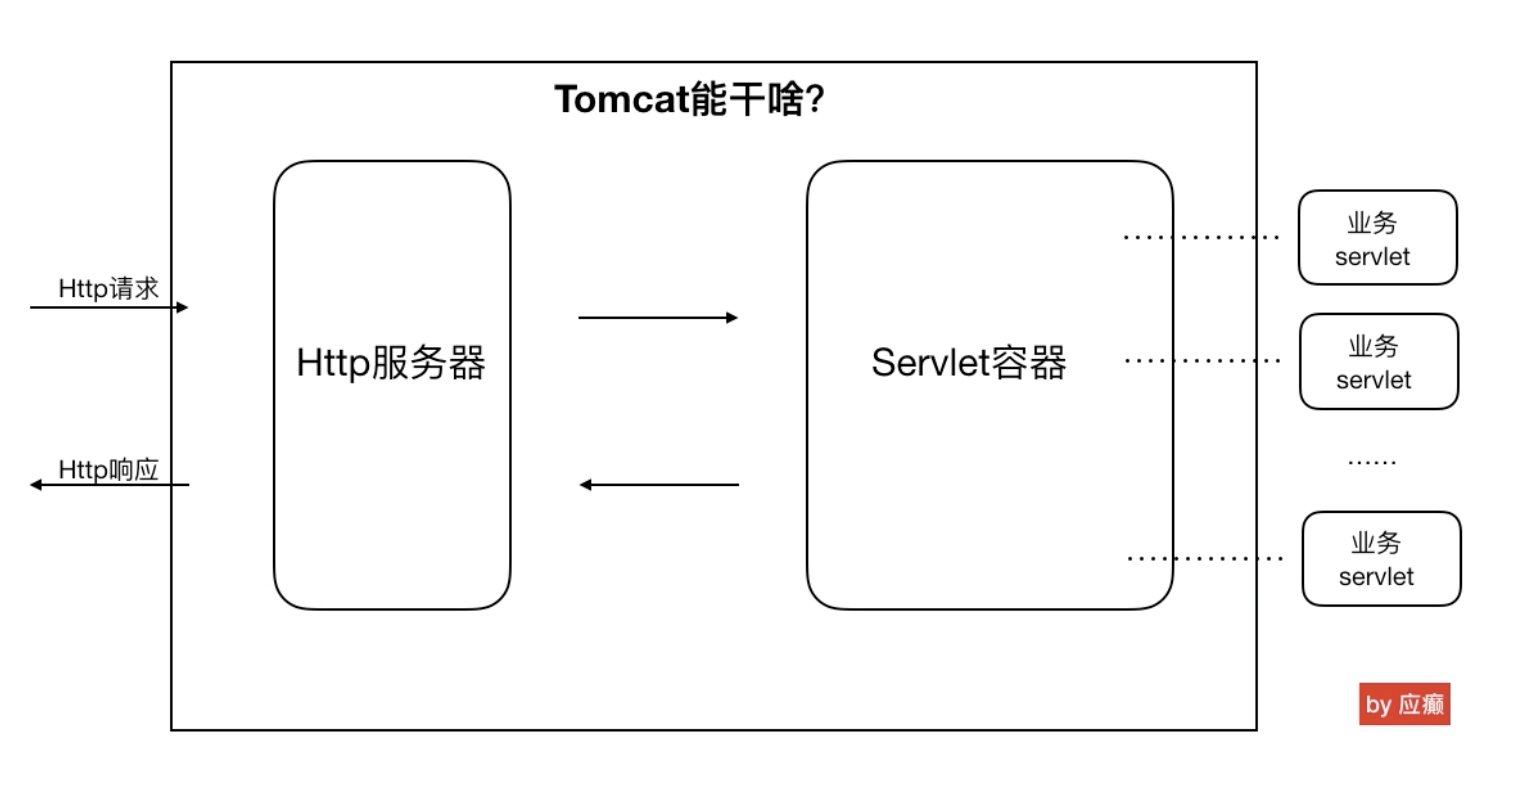 Tomcat能干啥?
Http请求
Http响应
Http服务器
Servlet容器
业务
servlet
业务
servlet
......
业务
servlet
by 应癫